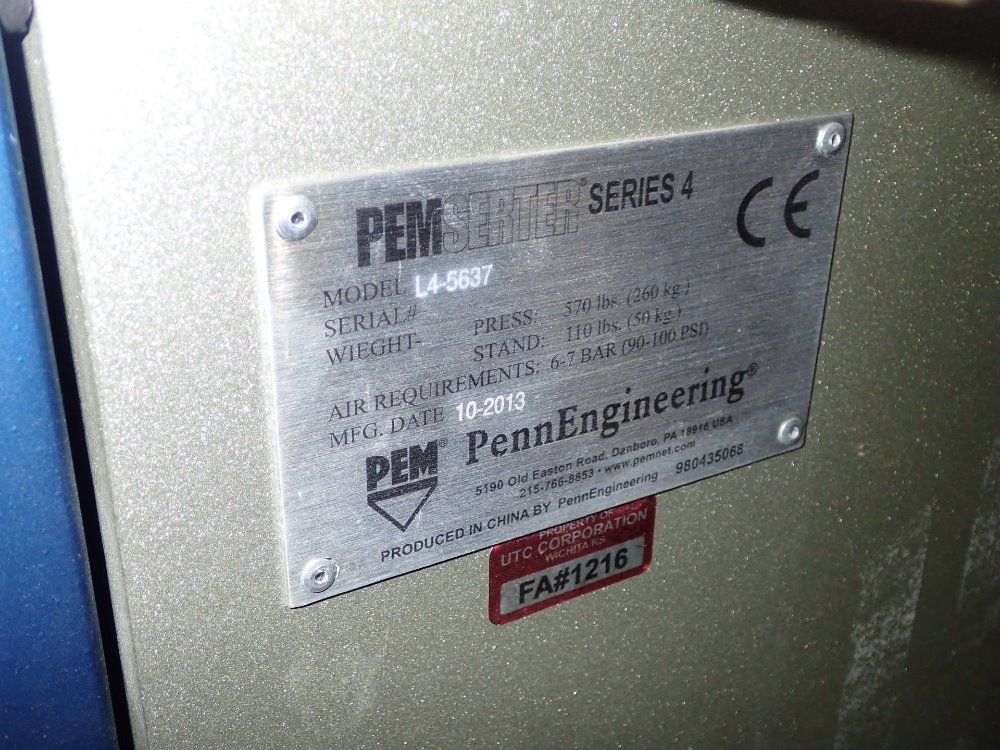 PEMSERTER® SERIES 4
CE
MODEL L4-5637
SERIAL#
WIEGHT- PRESS: 570 lbs. (260 kg.)
STAND: 110 lbs. (50 kg.)
AIR REQUIREMENTS: 6-7 BAR (90-100 PSI)
MFG. DATE 10-2013
PEM®
PennEngineering®
5190 Old Easton Road, Danboro, PA 18916 USA
215-766-8853 • www.pemnet.com
PRODUCED IN CHINA BY PennEngineering 980435068
PROPERTY OF
UTC CORPORATION
WICHITA KS
FA#1216